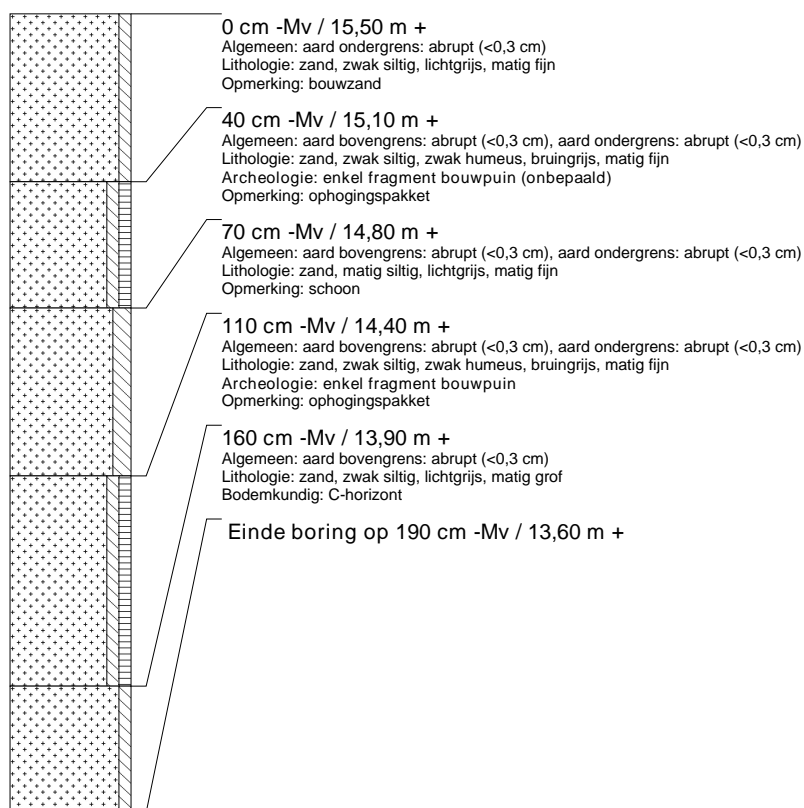 0 cm -Mv / 15,50 m +
Algemeen: aard ondergrens: abrupt (<0,3 cm)
Lithologie: zand, zwak siltig, lichtgrijs, matig fijn
Opmerking: bouwzand
40 cm -Mv / 15,10 m +
Algemeen: aard bovengrens: abrupt (<0,3 cm), aard ondergrens: abrupt (<0,3 cm)
Lithologie: zand, zwak siltig, zwak humeus, bruingrijs, matig fijn
Archeologie: enkel fragment bouwpuin (onbepaald)
Opmerking: ophogingspakket
70 cm -Mv / 14,80 m +
Algemeen: aard bovengrens: abrupt (<0,3 cm), aard ondergrens: abrupt (<0,3 cm)
Lithologie: zand, matig siltig, lichtgrijs, matig fijn
Opmerking: schoon
110 cm -Mv / 14,40 m +
Algemeen: aard bovengrens: abrupt (<0,3 cm), aard ondergrens: abrupt (<0,3 cm)
Lithologie: zand, zwak siltig, zwak humeus, bruingrijs, matig fijn
Archeologie: enkel fragment bouwpuin
Opmerking: ophogingspakket
160 cm -Mv / 13,90 m +
Algemeen: aard bovengrens: abrupt (<0,3 cm)
Lithologie: zand, zwak siltig, lichtgrijs, matig grof
Bodemkundig: C-horizont
Einde boring op 190 cm -Mv / 13,60 m +